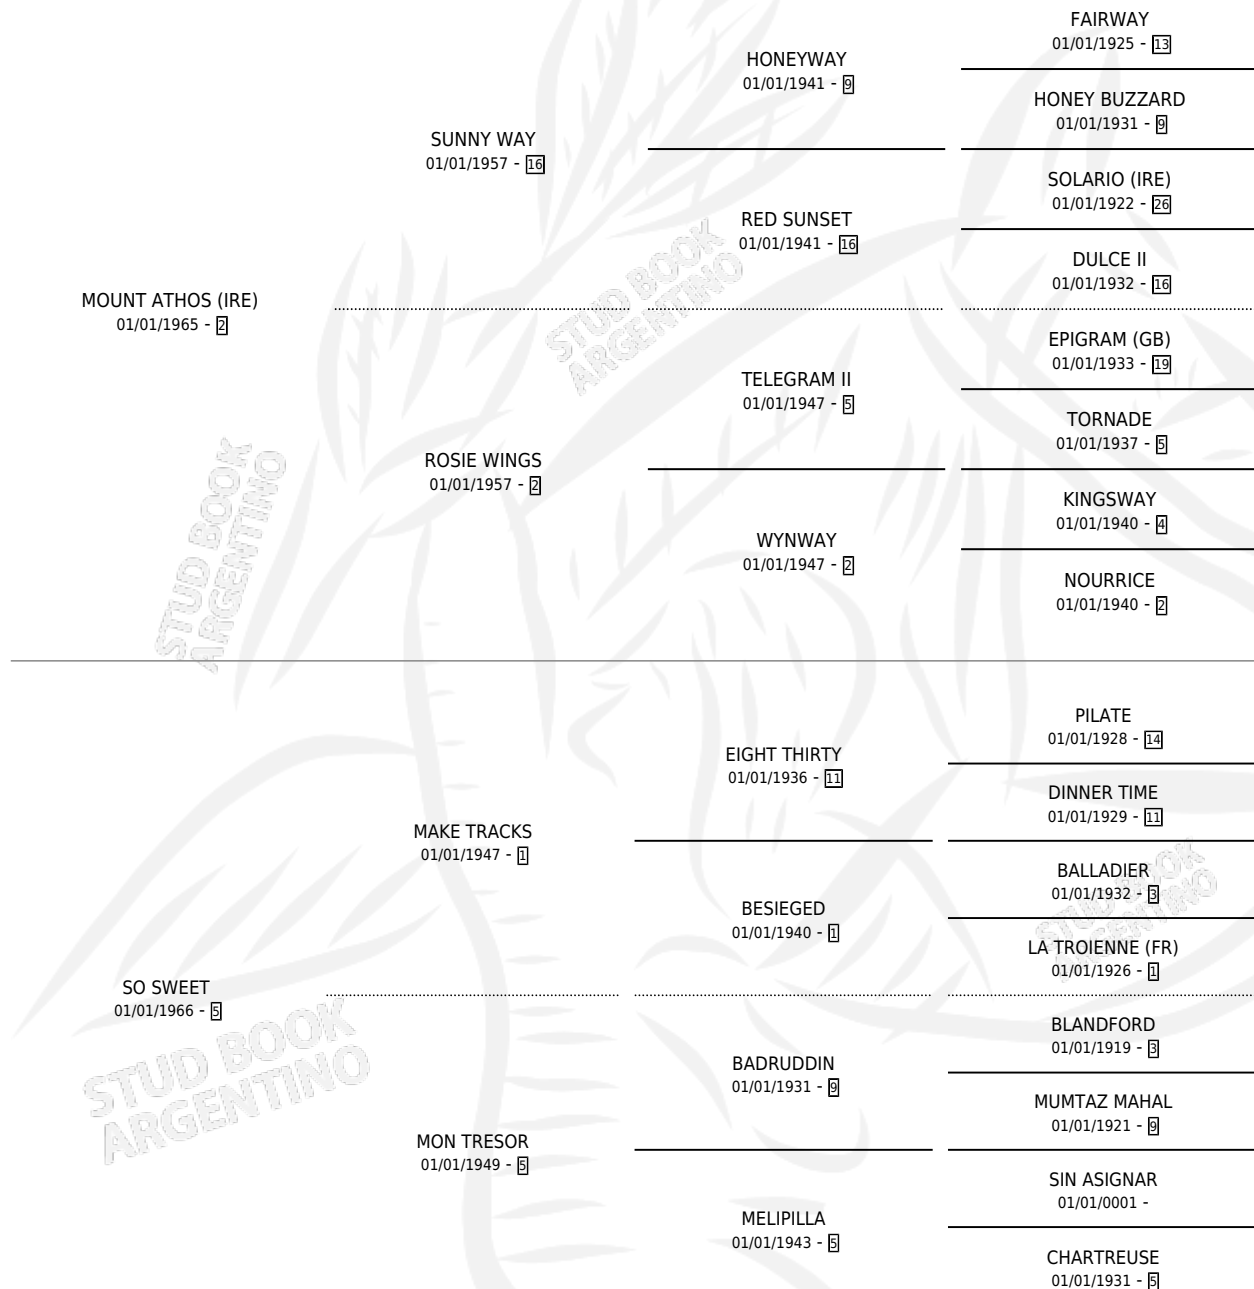 FAIRWAY
01/01/1925 - 13
HONEYWAY
01/01/1941 - 9
HONEY BUZZARD
01/01/1931 - 9
SUNNY WAY
01/01/1957 - 16
SOLARIO (IRE)
01/01/1922 - 26
RED SUNSET
01/01/1941 - 16
DULCE II
01/01/1932 - 16
MOUNT ATHOS (IRE)
01/01/1965 - 2
EPIGRAM (GB)
01/01/1933 - 19
TELEGRAM II
01/01/1947 - 5
TORNADE
01/01/1937 - 5
ROSIE WINGS
01/01/1957 - 2
KINGSWAY
01/01/1940 - 4
WYNWAY
01/01/1947 - 2
NOURRICE
01/01/1940 - 2
PILATE
01/01/1928 - 14
EIGHT THIRTY
01/01/1936 - 11
DINNER TIME
01/01/1929 - 11
MAKE TRACKS
01/01/1947 - 1
BALLADIER
01/01/1932 - 3
BESIEGED
01/01/1940 - 1
LA TROIENNE (FR)
01/01/1926 - 1
SO SWEET
01/01/1966 - 5
BLANDFORD
01/01/1919 - 3
BADRUDDIN
01/01/1931 - 9
MUMTAZ MAHAL
01/01/1921 - 9
MON TRESOR
01/01/1949 - 5
SIN ASIGNAR
01/01/0001 -
MELIPILLA
01/01/1943 - 5
CHARTREUSE
01/01/1931 - 5
STUD BOOK
ARGENTINO
STUD BOOK
ARGENTINO
STUD BOOK
ARGENTINO
STUD BOOK
ARGENTINO